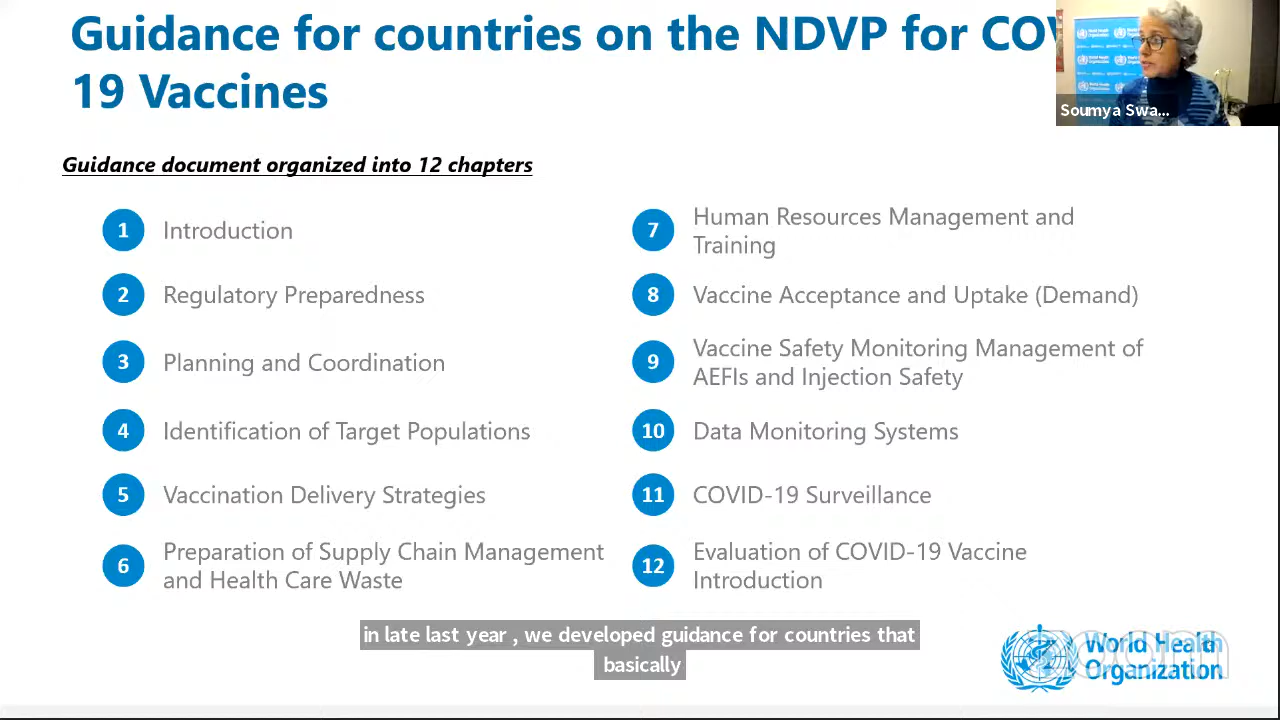 Guidance for countries on the NDVP for COV
19 Vaccines
Soumya Swa...
Guidance document organized into 12 chapters
1 Introduction
2 Regulatory Preparedness
3 Planning and Coordination
4 Identification of Target Populations
5 Vaccination Delivery Strategies
6 Preparation of Supply Chain Management
and Health Care Waste
7 Human Resources Management and
Training
8 Vaccine Acceptance and Uptake (Demand)
9 Vaccine Safety Monitoring Management of
AEFIs and Injection Safety
10 Data Monitoring Systems
11 COVID-19 Surveillance
12 Evaluation of COVID-19 Vaccine
Introduction
in late last year , we developed guidance for countries that
basically
World Health
Organization
zoom